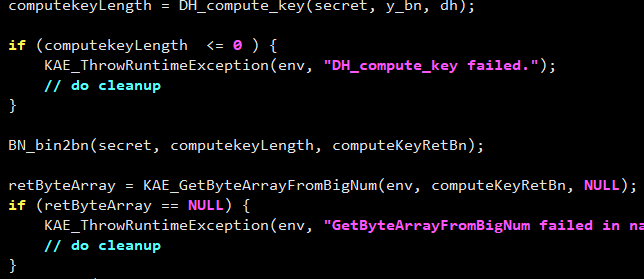 computekeyLength = DH_compute_key(secret, y_bn, dh);
if (computekeyLength  <= 0 ) {
    KAE_ThrowRuntimeException(env, "DH_compute_key failed.");
    // do cleanup
}
BN_bin2bn(secret, computekeyLength, computeKeyRetBn);
retByteArray = KAE_GetByteArrayFromBigNum(env, computeKeyRetBn, NULL);
if (retByteArray == NULL) {
    KAE_ThrowRuntimeException(env, "GetByteArrayFromBigNum failed in na
    // do cleanup
}